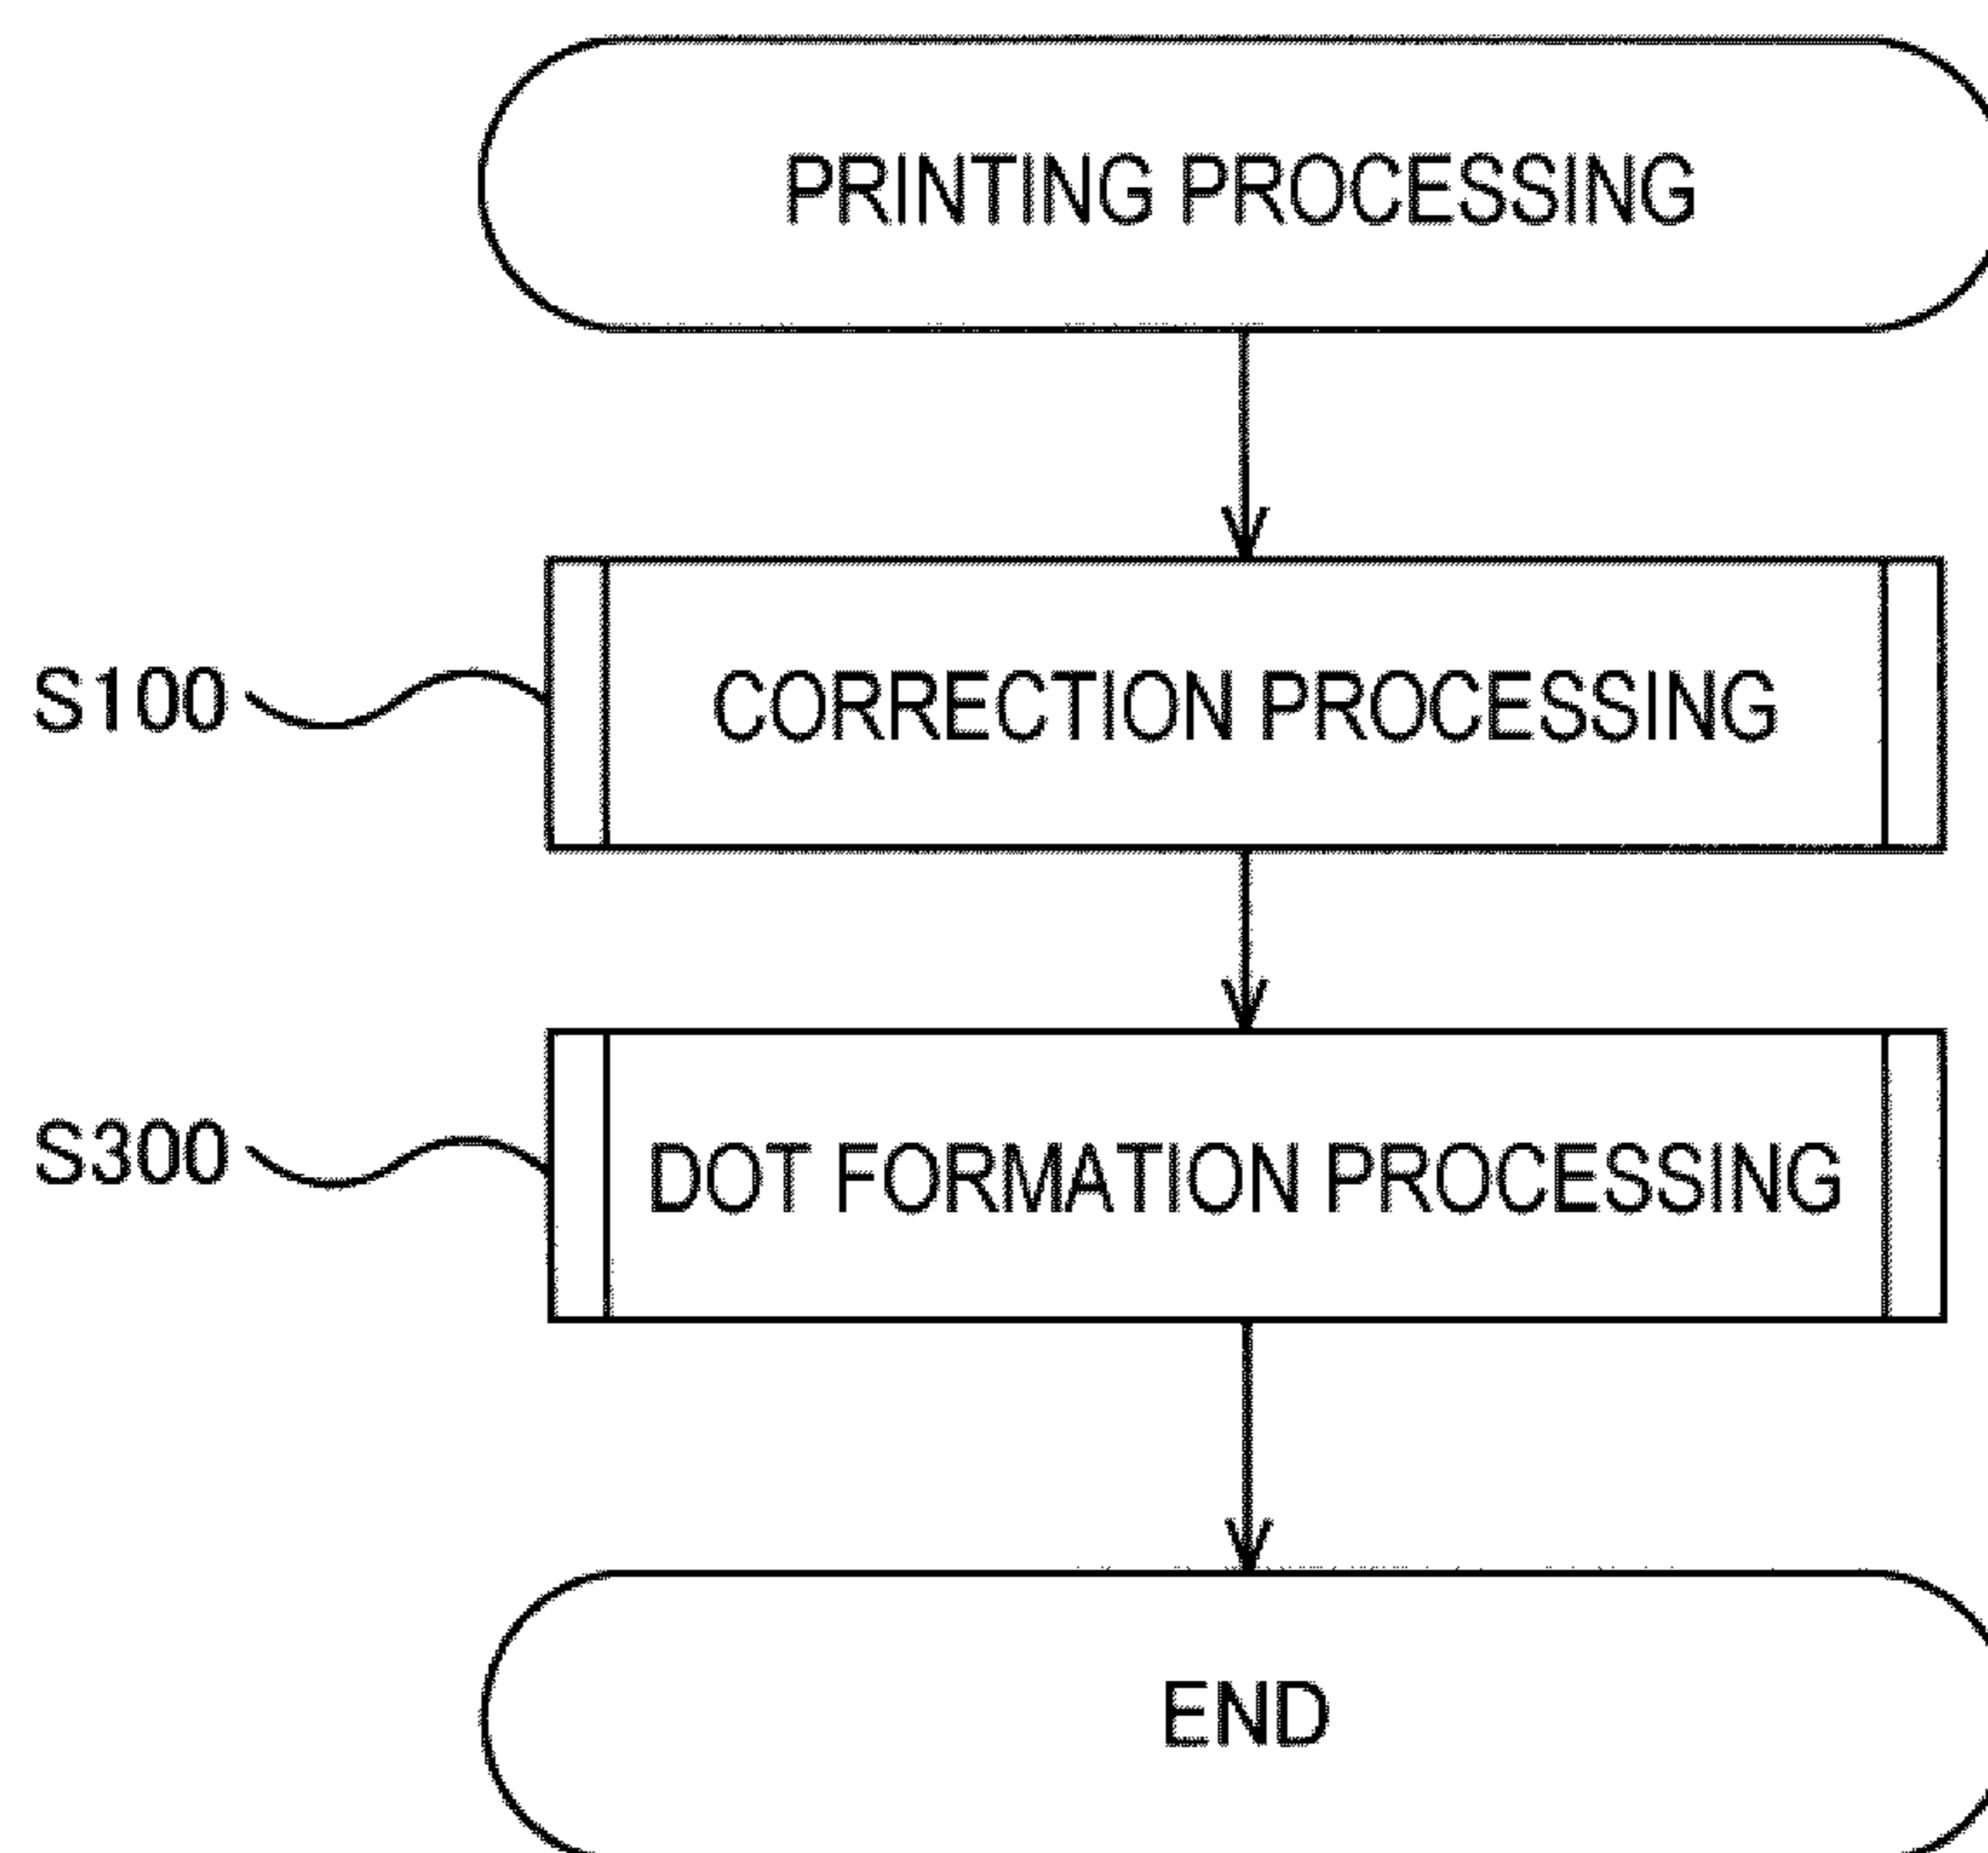 PRINTING PROCESSING
S100
CORRECTION PROCESSING
S300
DOT FORMATION PROCESSING
END